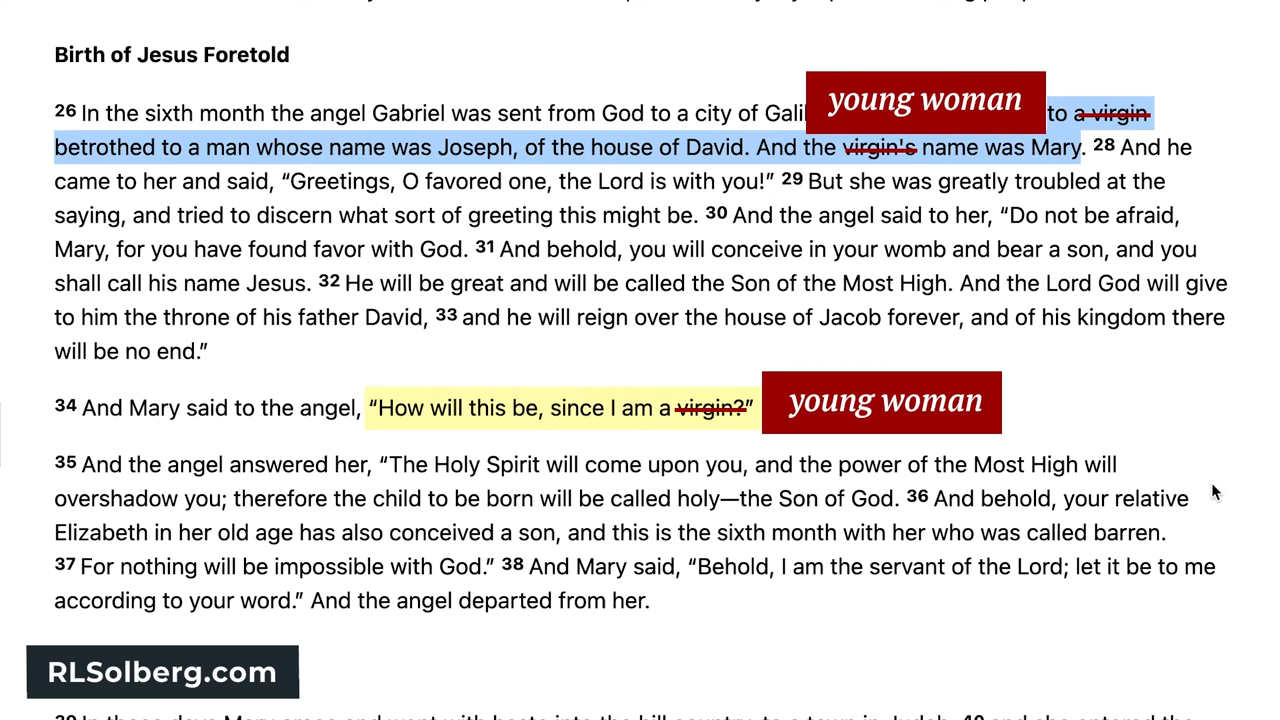 Birth of Jesus Foretold
young woman
26 In the sixth month the angel Gabriel was sent from God to a city of to a virgin
betrothed to a man whose name was Joseph, of the house of David. And the virgin's name was Mary. 28 And he
came to her and said, “Greetings, O favored one, the Lord is with you!” 29 But she was greatly troubled at the
saying, and tried to discern what sort of greeting this might be. 30 And the angel said to her, “Do not be afraid,
Mary, for you have found favor with God. 31 And behold, you will conceive in your womb and bear a son, and you
shall call his name Jesus. 32 He will be great and will be called the Son of the Most High. And the Lord God will give
to him the throne of his father David, 33 and he will reign over the house of Jacob forever, and of his kingdom there
will be no end.”
34 And Mary said to the angel, “How will this be, since I am a virgin?” young woman
35 And the angel answered her, “The Holy Spirit will come upon you, and the power of the Most High will
overshadow you; therefore the child to be born will be called holy—the Son of God. 36 And behold, your relative
Elizabeth in her old age has also conceived a son, and this is the sixth month with her who was called barren.
37 For nothing will be impossible with God.” 38 And Mary said, “Behold, I am the servant of the Lord; let it be to me
according to your word.” And the angel departed from her.
RLSolberg.com